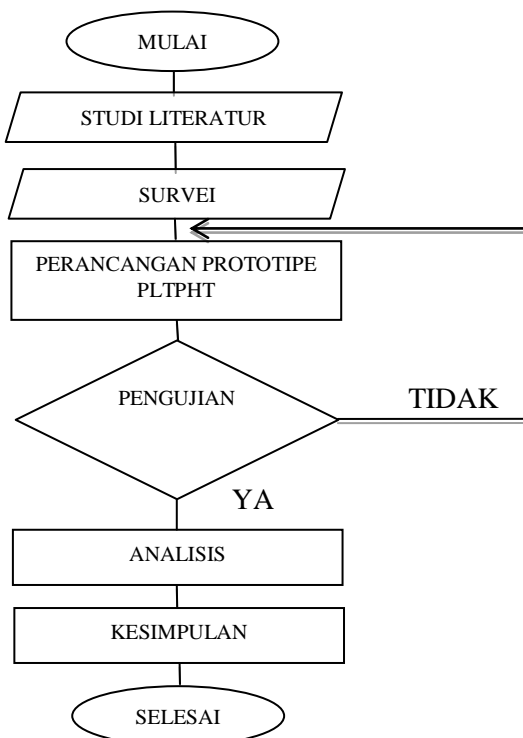 MULAI
STUDI LITERATUR
SURVEI
PERANCANGAN PROTOTIPE
PLTPHT
PENGUJIAN
TIDAK
YA
ANALISIS
KESIMPULAN
SELESAI